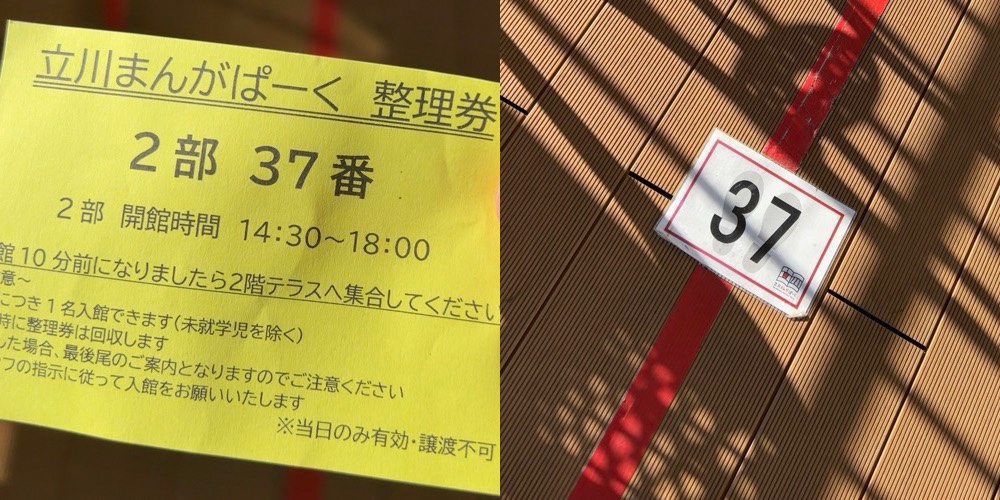 立川まんがぱーく 整理券
2部 37番
2部 開館時間 14:30～18:00
館10分前になりましたら2階テラスへ集合してください
意～
につき1名入館できます(未就学児を除く)
時に整理券は回収します
した場合、最後尾のご案内となりますのでご注意ください
ッフの指示に従って入館をお願いいたします
※当日のみ有効・譲渡不可
37